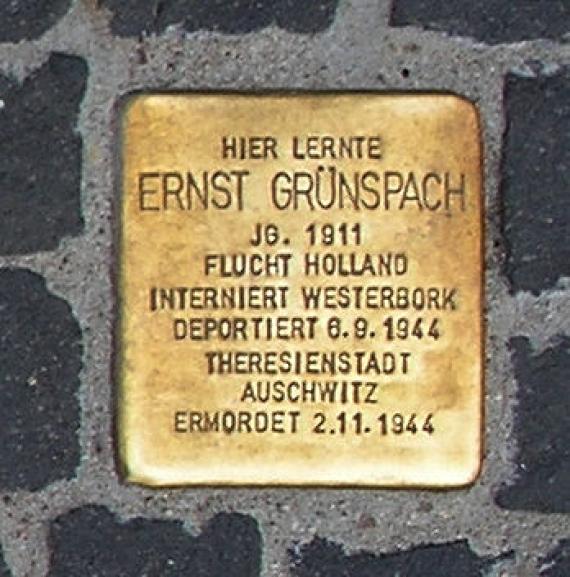 HIER LERNTE
ERNST GRÜNSPACH
JG. 1911
FLUCHT HOLLAND
INTERNIERT WESTERBORK
DEPORTIERT 6.9.1944
THERESIENSTADT
AUSCHWITZ
ERMORDET 2.11.1944